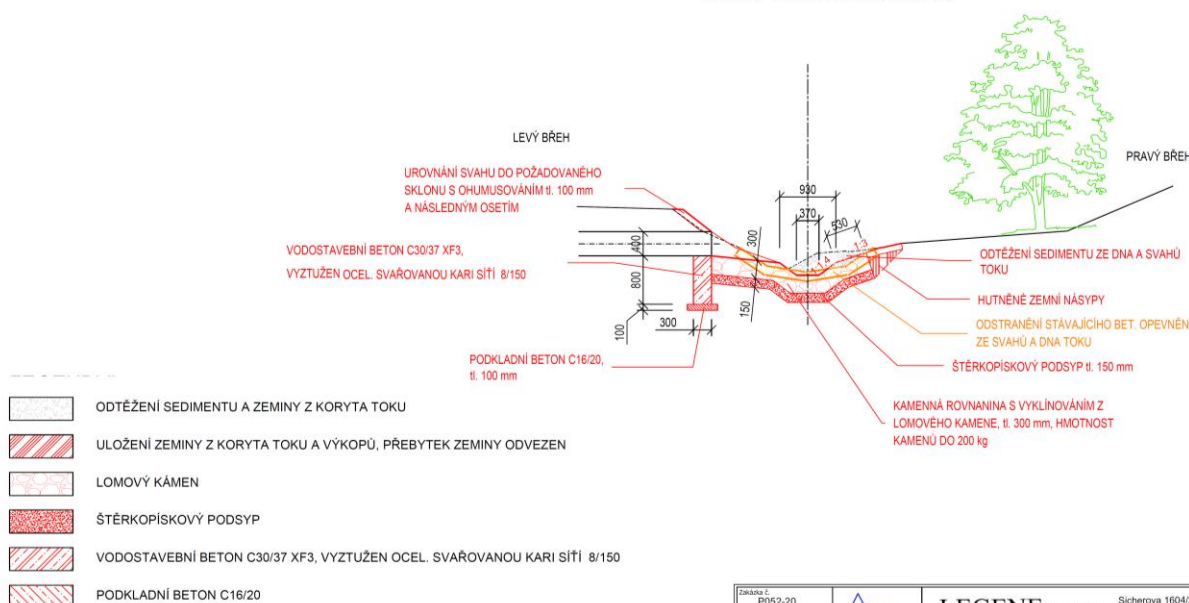 LEVÝ BŘEH
PRAVÝ BŘEH
UROVNÁNÍ SVAHU DO POŽADOVANÉHO
SKLONU S OHUMUSOVÁNÍM tl. 100 mm
A NÁSLEDNÝM OSETÍM
930
370
530
300
1:4
1:3
400
800
100
300
150
VODOSTAVEBNÍ BETON C30/37 XF3,
VYZTUŽEN OCEL. SVAŘOVANOU KARI SÍTÍ 8/150
ODTĚŽENÍ SEDIMENTU ZE DNA A SVAHŮ
TOKU
HUTNĚNÉ ZEMNÍ NÁSYPY
ODSTRANĚNÍ STÁVAJÍCÍHO BET. OPEVNĚN
ZE SVAHŮ A DNA TOKU
PODKLADNÍ BETON C16/20,
tl. 100 mm
ŠTĚRKOPÍSKOVÝ PODSYP tl. 150 mm
KAMENNÁ ROVNANINA S VYKLÍNOVÁNÍM Z
LOMOVÉHO KAMENE, tl. 300 mm, HMOTNOST
KAMENŮ DO 200 kg
ODTĚŽENÍ SEDIMENTU A ZEMINY Z KORYTA TOKU
ULOŽENÍ ZEMINY Z KORYTA TOKU A VÝKOPŮ, PŘEBYTEK ZEMINY ODVEZEN
LOMOVÝ KÁMEN
ŠTĚRKOPÍSKOVÝ PODSYP
VODOSTAVEBNÍ BETON C30/37 XF3, VYZTUŽEN OCEL. SVAŘOVANOU KARI SÍTÍ 8/150
PODKLADNÍ BETON C16/20
Zakázka č.
P052-20
Sicherova 1604/